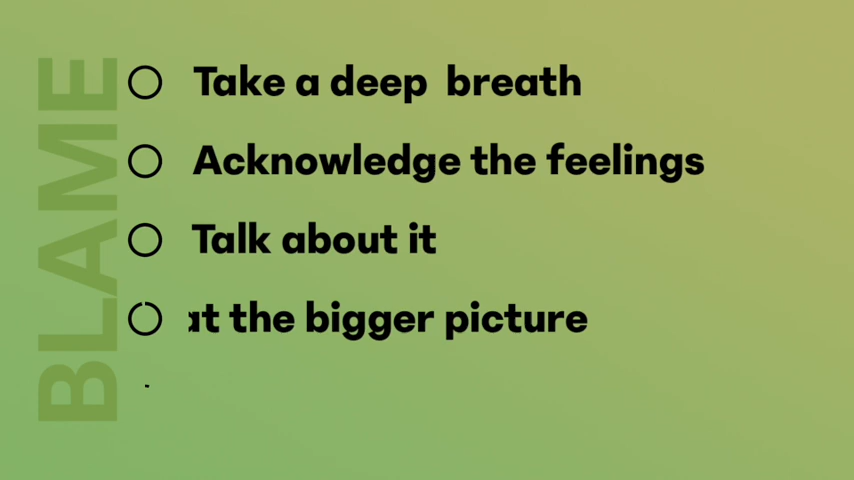 BLAME
Take a deep breath
Acknowledge the feelings
Talk about it
at the bigger picture